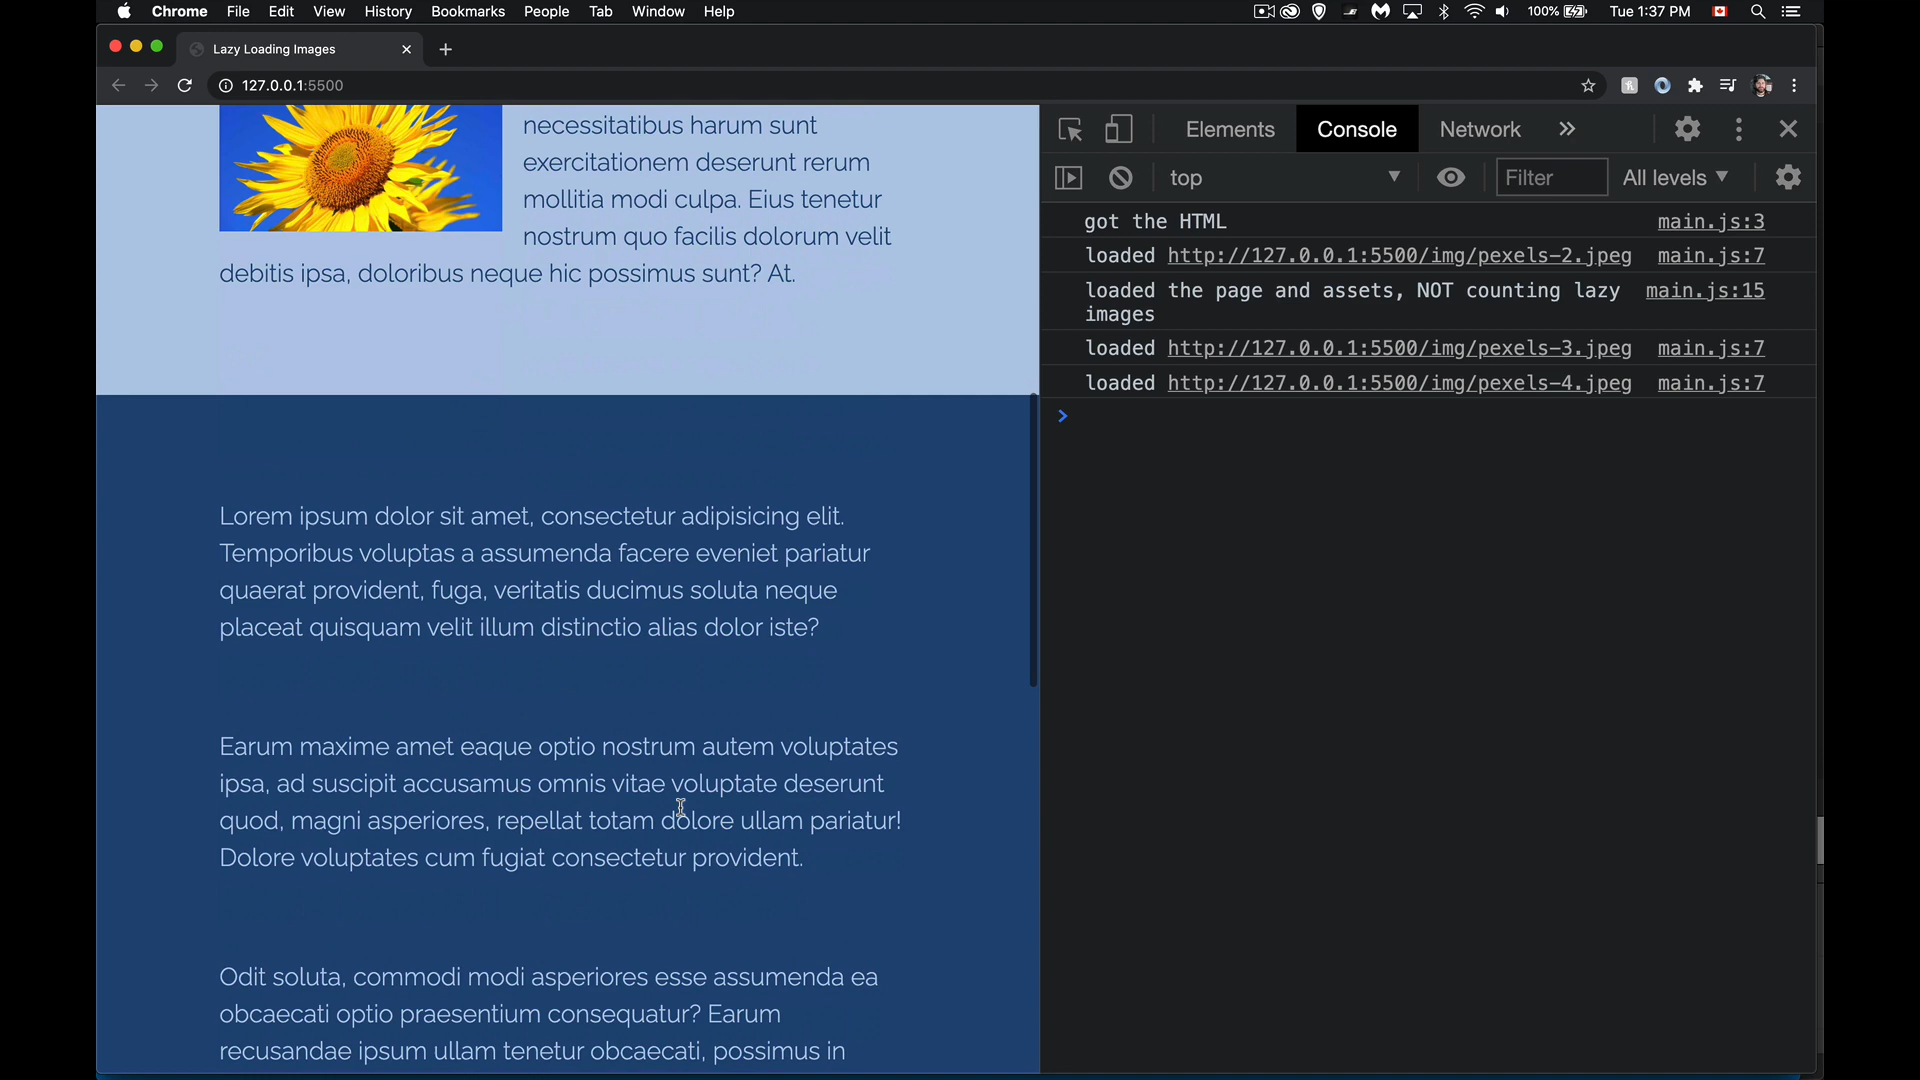 Chrome File Edit View History Bookmarks People Tab Window Help 100% Tue 1:37 PM
Lazy Loading Images
127.0.0.1:5500
necessitatibus harum sunt
exercitationem deserunt rerum
mollitia modi culpa. Eius tenetur
nostrum quo facilis dolorum velit
debitis ipsa, doloribus neque hic possimus sunt? At.
Lorem ipsum dolor sit amet, consectetur adipisicing elit.
Temporibus voluptas a assumenda facere eveniet pariatur
quaerat provident, fuga, veritatis ducimus soluta neque
placeat quisquam velit illum distinctio alias dolor iste?
Earum maxime amet eaque optio nostrum autem voluptates
ipsa, ad suscipit accusamus omnis vitae voluptate deserunt
quod, magni asperiores, repellat totam dolore ullam pariatur!
Dolore voluptates cum fugiat consectetur provident.
Odit soluta, commodi modi asperiores esse assumenda ea
obcaecati optio praesentium consequatur? Earum
recusandae ipsum ullam tenetur obcaecati, possimus in
Elements Console Network
top Filter All levels
got the HTML main.js:3
loaded http://127.0.0.1:5500/img/pexels-2.jpeg main.js:7
loaded the page and assets, NOT counting lazy main.js:15
images
loaded http://127.0.0.1:5500/img/pexels-3.jpeg main.js:7
loaded http://127.0.0.1:5500/img/pexels-4.jpeg main.js:7